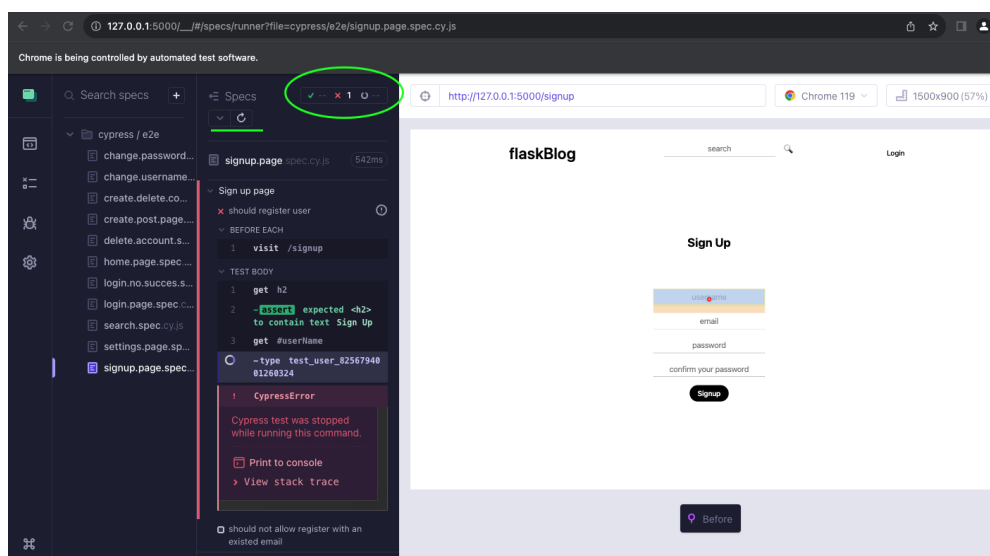 127.0.0.1:5000/__/#/specs/runner?file=cypress/e2e/signup.page.spec.cy.js
Chrome is being controlled by automated test software.
Search specs
+
Specs
-- 1 --
http://127.0.0.1:5000/signup
Chrome 119
1500x900 (57%)
cypress / e2e
change.password...
change.username...
create.delete.co...
create.post.page....
delete.account.s...
home.page.spec....
login.no.succes.s...
login.page.spec.c...
search.spec.cy.js
settings.page.sp...
signup.page.spec...
signup.page.spec.cy.js
542ms
Sign up page
should register user
BEFORE EACH
1 visit /signup
TEST BODY
1 get h2
2 -assert expected <h2>
to contain text Sign Up
3 get #userName
-type test_user_82567940
01260324
! CypressError
Cypress test was stopped
while running this command.
Print to console
> View stack trace
should not allow register with an
existed email
flaskBlog
search
Login
Sign Up
username
email
password
confirm your password
Signup
Before